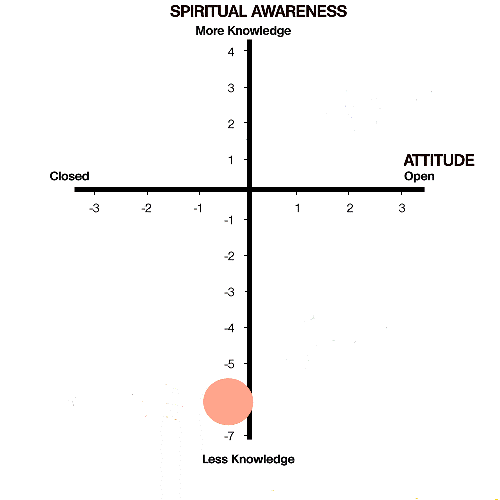 SPIRITUAL AWARENESS
More Knowledge
4
3
2
1
ATTITUDE
Closed
Open
-3 -2 -1 1 2 3
-1
-2
-3
-4
-5
-7
Less Knowledge